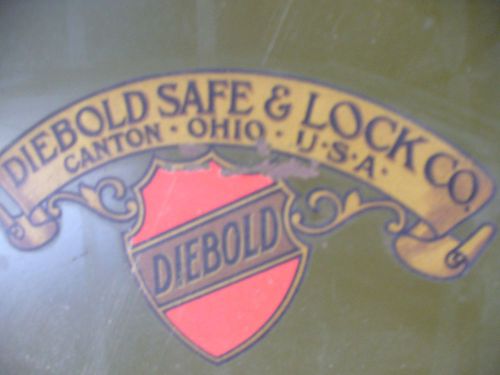 DIEBOLD SAFE & LOCK CO.
CANTON · OHIO · U·S·A·
DIEBOLD